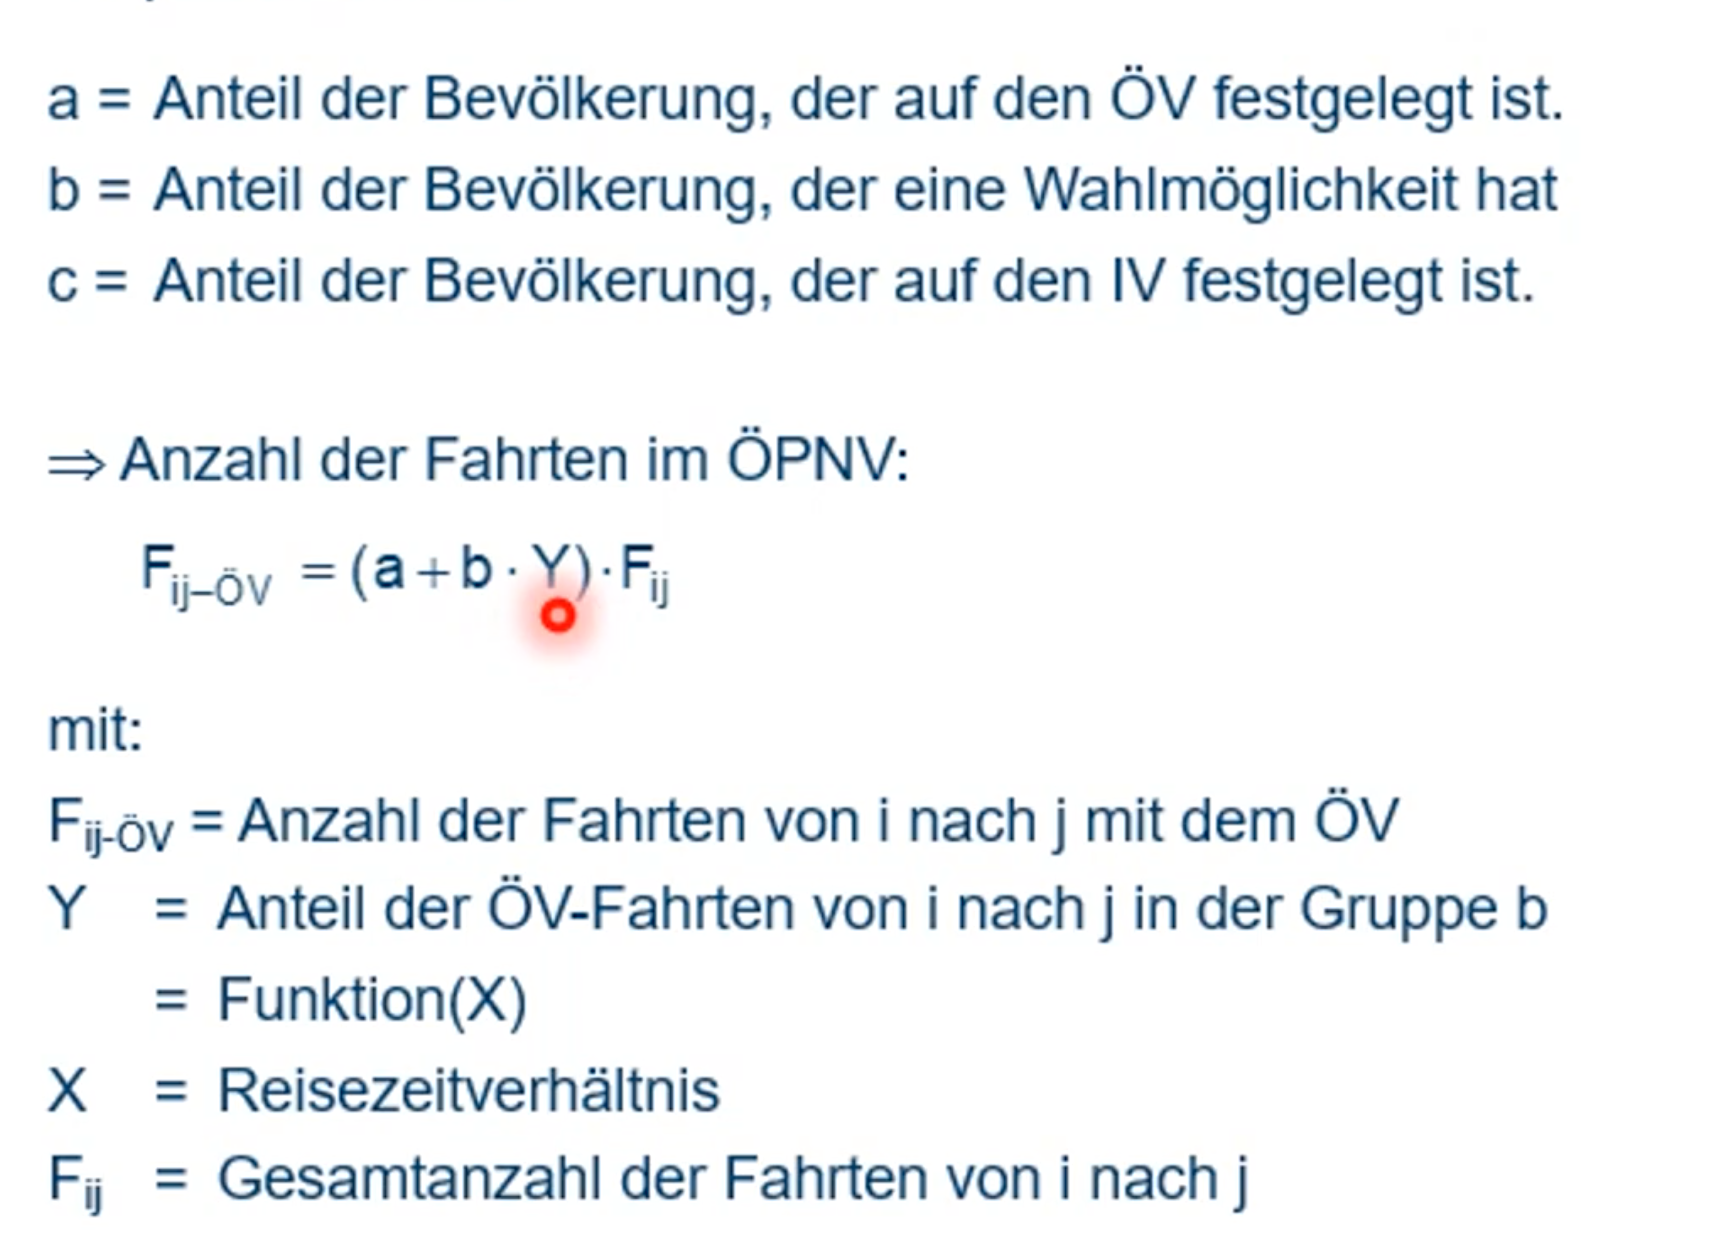 a = Anteil der Bevölkerung, der auf den ÖV festgelegt ist.
b = Anteil der Bevölkerung, der eine Wahlmöglichkeit hat
c = Anteil der Bevölkerung, der auf den IV festgelegt ist.
⇒ Anzahl der Fahrten im ÖPNV:
F_{ij–ÖV} = (a + b · Y) · F_{ij}
mit:
F_{ij-ÖV} = Anzahl der Fahrten von i nach j mit dem ÖV
Y = Anteil der ÖV-Fahrten von i nach j in der Gruppe b
= Funktion(X)
X = Reisezeitverhältnis
F_{ij} = Gesamtanzahl der Fahrten von i nach j